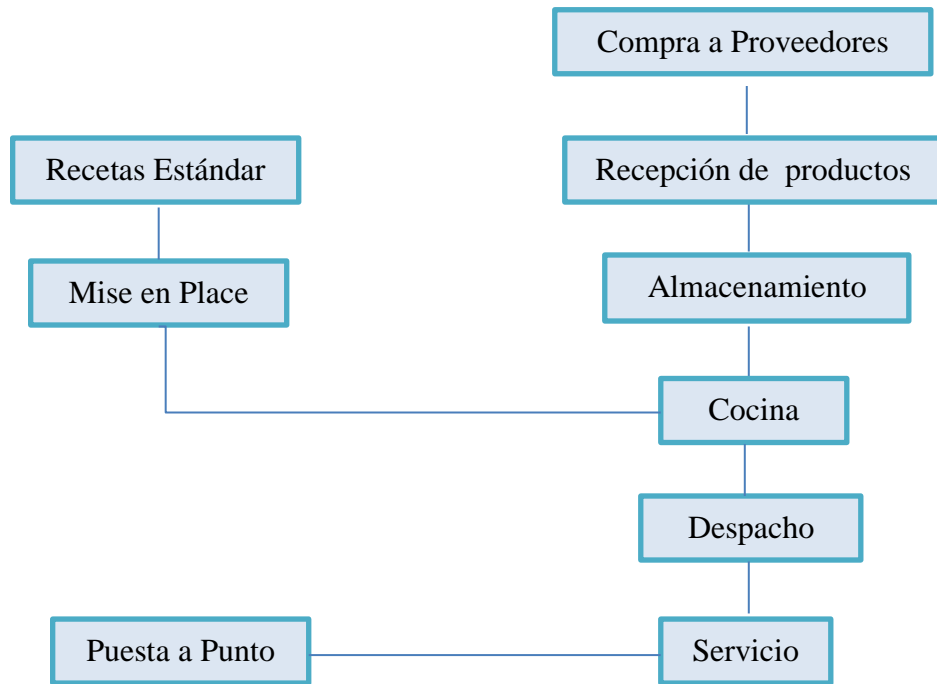 Compra a Proveedores
Recetas Estándar
Recepción de productos
Mise en Place
Almacenamiento
Cocina
Despacho
Puesta a Punto
Servicio